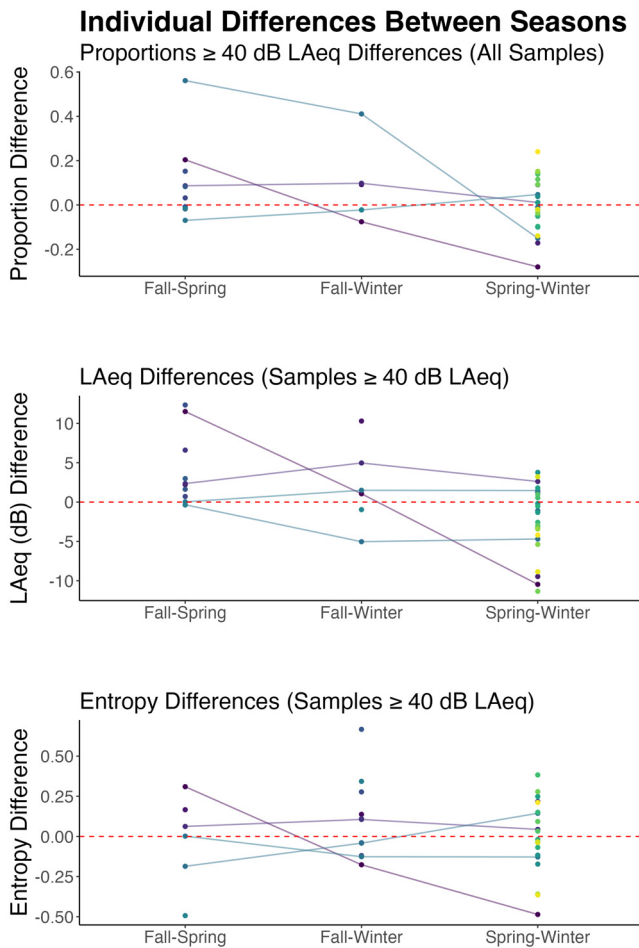 Individual Differences Between Seasons
Proportions ≥ 40 dB LAeq Differences (All Samples)
Proportion Difference
0.6
0.4
0.2
0.0
-0.2
Fall-Spring Fall-Winter Spring-Winter
LAeq Differences (Samples ≥ 40 dB LAeq)
LAeq (dB) Difference
10
5
0
-5
-10
Fall-Spring Fall-Winter Spring-Winter
Entropy Differences (Samples ≥ 40 dB LAeq)
Entropy Difference
0.50
0.25
0.00
-0.25
-0.50
Fall-Spring Fall-Winter Spring-Winter